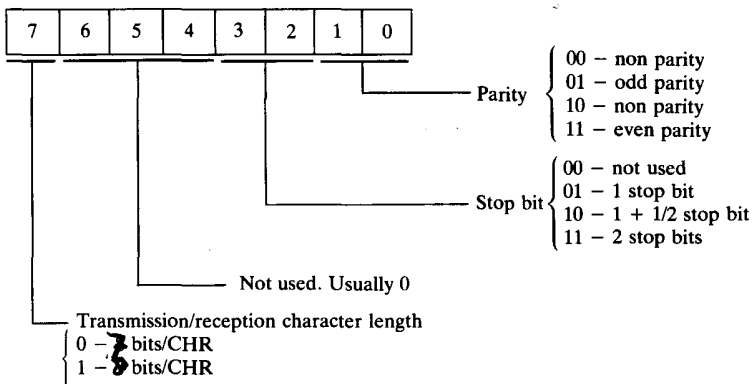 7 6 5 4 3 2 1 0
Parity
00 – non parity
01 – odd parity
10 – non parity
11 – even parity
Stop bit
00 – not used
01 – 1 stop bit
10 – 1 + 1/2 stop bit
11 – 2 stop bits
Not used. Usually 0
Transmission/reception character length
0 – bits/CHR
1 – bits/CHR